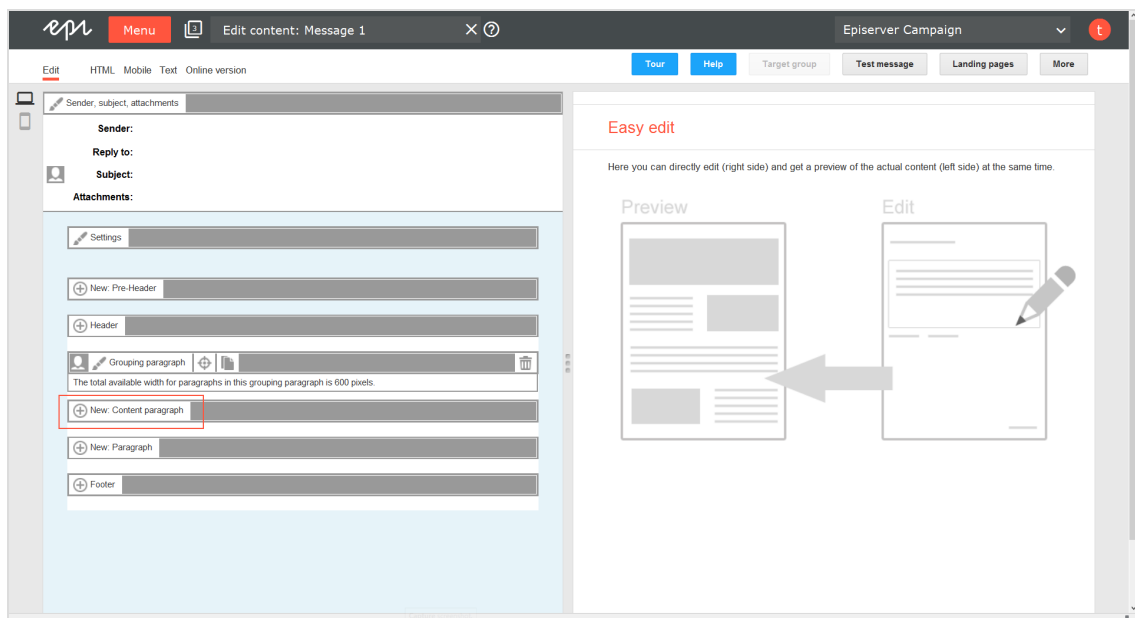 epi Menu 3 Edit content: Message 1 Episerver Campaign t
Edit HTML Mobile Text Online version Tour Help Target group Test message Landing pages More
Sender, subject, attachments
Sender:
Reply to:
Subject:
Attachments:
Settings
New: Pre-Header
Header
Grouping paragraph
The total available width for paragraphs in this grouping paragraph is 600 pixels.
New: Content paragraph
New: Paragraph
Footer
Easy edit
Here you can directly edit (right side) and get a preview of the actual content (left side) at the same time.
Preview Edit